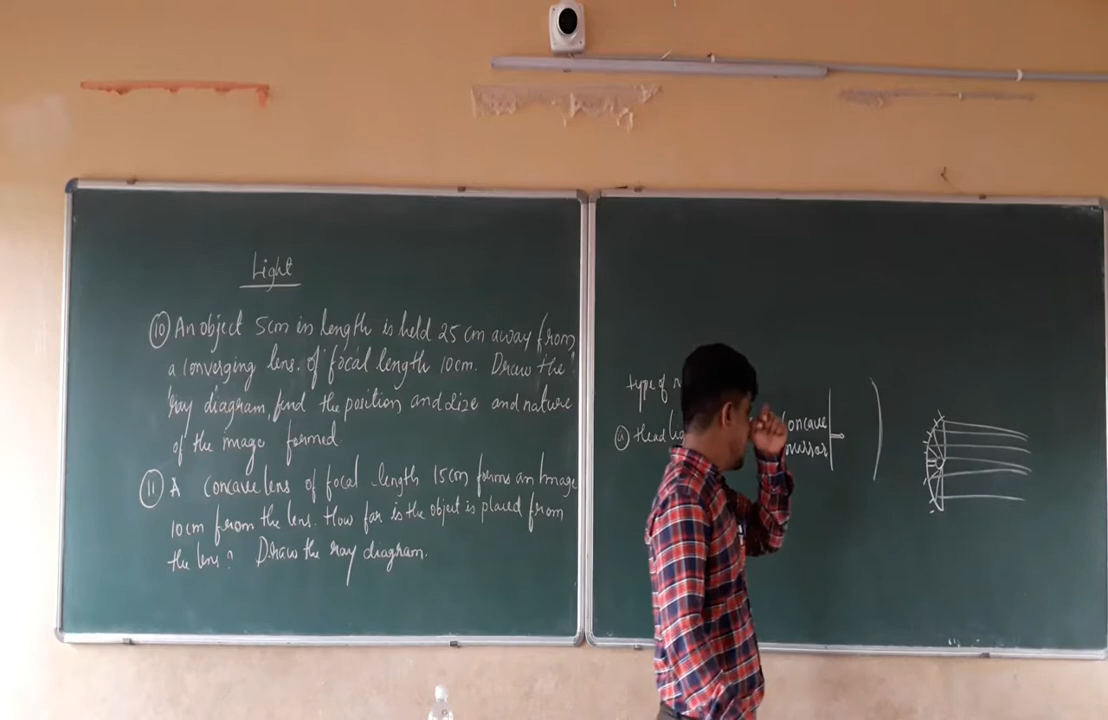 Light
(10) An object 5cm in length is held 25 cm away from
a converging lens of focal length 10cm. Draw the
ray diagram, find the position and size and nature
of the image formed.
(11) A concave lens of focal length 15cm forms an Image
10cm from the lens. How far is the object is placed from
the lens? Draw the ray diagram.
type of
Head
Concave